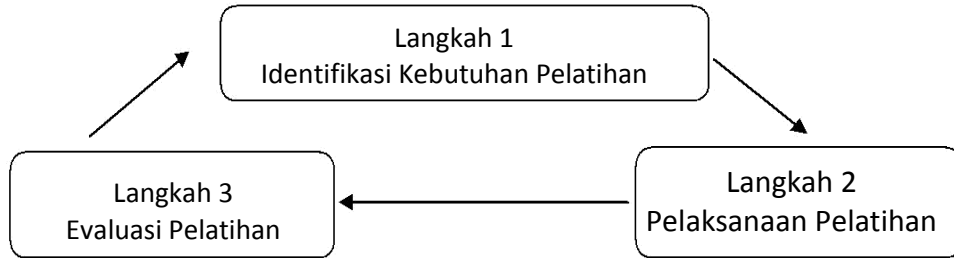 Langkah 1
Identifikasi Kebutuhan Pelatihan
Langkah 2
Pelaksanaan Pelatihan
Langkah 3
Evaluasi Pelatihan